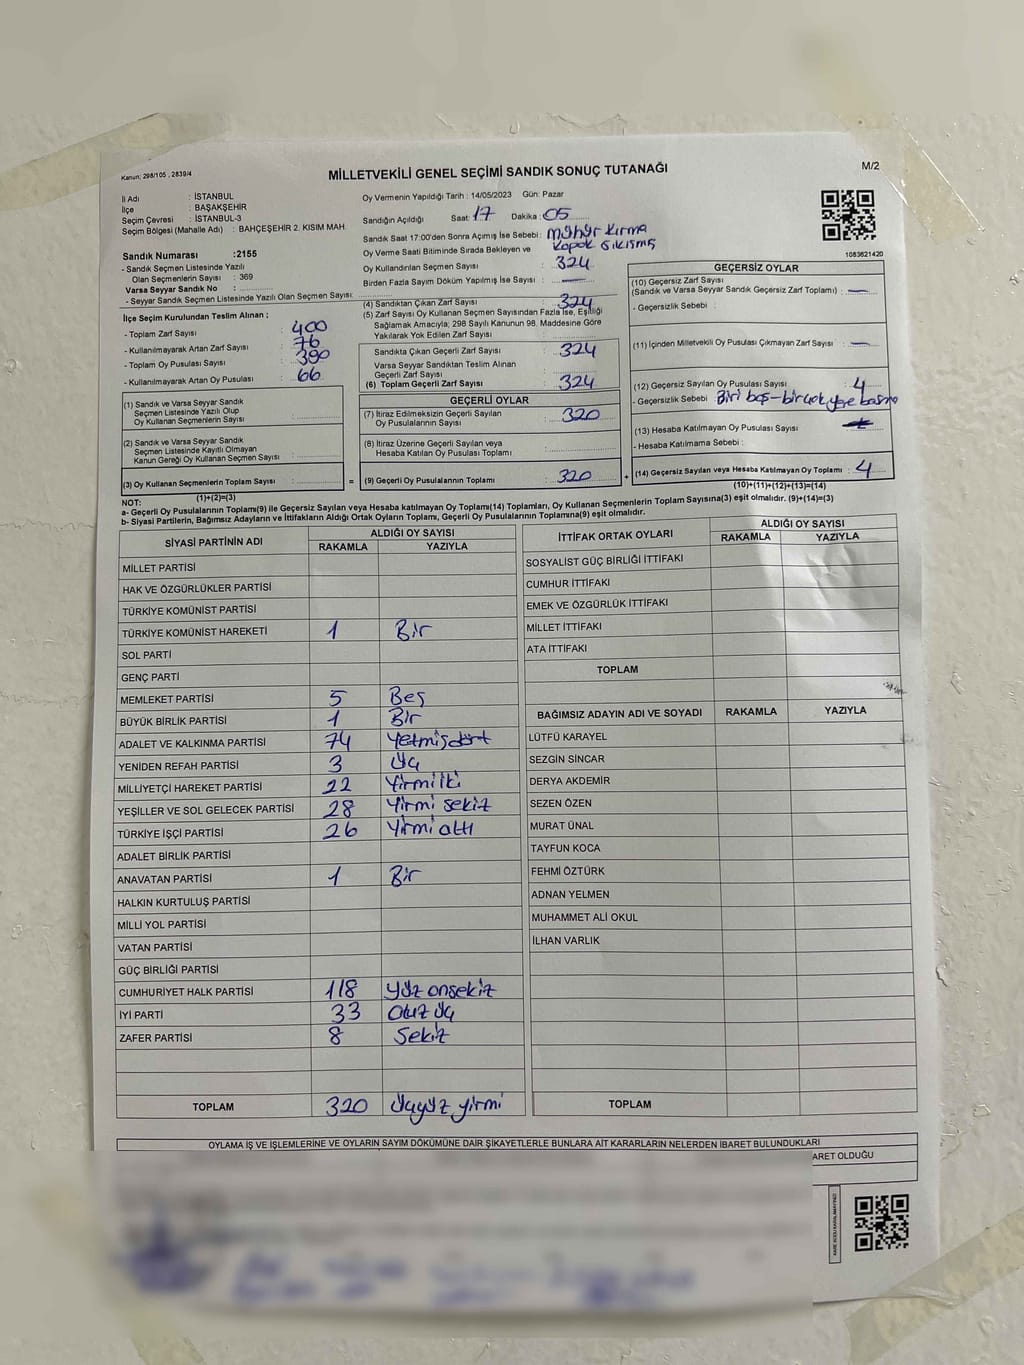 Kanun: 298/105 , 2839/4
MİLLETVEKİLİ GENEL SEÇİMİ SANDIK SONUÇ TUTANAĞI
M/2
İl Adı : İSTANBUL
İlçe : BAŞAKŞEHİR
Seçim Çevresi : İSTANBUL-3
Seçim Bölgesi (Mahalle Adı) : BAHÇEŞEHİR 2. KISIM MAH.
Oy Vermenin Yapıldığı Tarih : 14/05/2023 Gün: Pazar
Sandığın Açıldığı Saat: 17 Dakika : 05
Sandık Saat 17:00'den Sonra Açımış İse Sebebi : mühür kırma
kapak sıkışmış
Oy Verme Saati Bitiminde Sırada Bekleyen ve
Oy Kullandırılan Seçmen Sayısı : 324
Birden Fazla Sayım Döküm Yapılmış İse Sayısı : —
1083621420
Sandık Numarası :2155
- Sandık Seçmen Listesinde Yazılı
Olan Seçmenlerin Sayısı : 369
Varsa Seyyar Sandık No :
- Seyyar Sandık Seçmen Listesinde Yazılı Olan Seçmen Sayısı:
İlçe Seçim Kurulundan Teslim Alınan ;
- Toplam Zarf Sayısı : 400
- Kullanılmayarak Artan Zarf Sayısı : 76
- Toplam Oy Pusulası Sayısı : 390
- Kullanılmayarak Artan Oy Pusulası : 66
(1) Sandık ve Varsa Seyyar Sandık
Seçmen Listesinde Yazılı Olup
Oy Kullanan Seçmenlerin Sayısı :
(2) Sandık ve Varsa Seyyar Sandık
Seçmen Listesinde Kayıtlı Olmayan
Kanun Gereği Oy Kullanan Seçmen Sayısı :
(3) Oy Kullanan Seçmenlerin Toplam Sayısı :
(1)+(2)=(3)
(4) Sandıktan Çıkan Zarf Sayısı : 324
(5) Zarf Sayısı Oy Kullanan Seçmen Sayısından Fazla İse, Eşitliği
Sağlamak Amacıyla; 298 Sayılı Kanunun 98. Maddesine Göre
Yakılarak Yok Edilen Zarf Sayısı :
Sandıkta Çıkan Geçerli Zarf Sayısı : 324
Varsa Seyyar Sandıktan Teslim Alınan
Geçerli Zarf Sayısı :
(6) Toplam Geçerli Zarf Sayısı : 324
GEÇERLİ OYLAR
(7) İtiraz Edilmeksizin Geçerli Sayılan
Oy Pusulalarının Sayısı : 320
(8) İtiraz Üzerine Geçerli Sayılan veya
Hesaba Katılan Oy Pusulası Toplamı :
= (9) Geçerli Oy Pusulalarının Toplamı : 320 +
GEÇERSİZ OYLAR
(10) Geçersiz Zarf Sayısı
(Sandık ve Varsa Seyyar Sandık Geçersiz Zarf Toplamı) : —
- Geçersizlik Sebebi :
(11) İçinden Milletvekili Oy Pusulası Çıkmayan Zarf Sayısı : —
(12) Geçersiz Sayılan Oy Pusulası Sayısı : 4
- Geçersizlik Sebebi Biri boş-birçok yere basma
(13) Hesaba Katılmayan Oy Pusulası Sayısı :
- Hesaba Katılmama Sebebi :
(14) Geçersiz Sayılan veya Hesaba Katılmayan Oy Toplamı : 4
(10)+(11)+(12)+(13)=(14)
NOT:
a- Geçerli Oy Pusulalarının Toplamı(9) ile Geçersiz Sayılan veya Hesaba katılmayan Oy Toplamı(14) Toplamları, Oy Kullanan Seçmenlerin Toplam Sayısına(3) eşit olmalıdır. (9)+(14)=(3)
b- Siyasi Partilerin, Bağımsız Adayların ve İttifakların Aldığı Ortak Oyların Toplamı, Geçerli Oy Pusulalarının Toplamına(9) eşit olmalıdır.
SİYASİ PARTİNİN ADI ALDIĞI OY SAYISI
RAKAMLA YAZIYLA
MİLLET PARTİSİ
HAK VE ÖZGÜRLÜKLER PARTİSİ
TÜRKİYE KOMÜNİST PARTİSİ
TÜRKİYE KOMÜNİST HAREKETİ 1 Bir
SOL PARTİ
GENÇ PARTİ
MEMLEKET PARTİSİ 5 Beş
BÜYÜK BİRLİK PARTİSİ 1 Bir
ADALET VE KALKINMA PARTİSİ 74 Yetmişdört
YENİDEN REFAH PARTİSİ 3 Üç
MİLLİYETÇİ HAREKET PARTİSİ 22 Yirmi iki
YEŞİLLER VE SOL GELECEK PARTİSİ 28 Yirmi sekiz
TÜRKİYE İŞÇİ PARTİSİ 26 Yirmi altı
ADALET BİRLİK PARTİSİ
ANAVATAN PARTİSİ 1 Bir
HALKIN KURTULUŞ PARTİSİ
MİLLİ YOL PARTİSİ
VATAN PARTİSİ
GÜÇ BİRLİĞİ PARTİSİ
CUMHURİYET HALK PARTİSİ 118 Yüz onsekiz
İYİ PARTİ 33 Otuz üç
ZAFER PARTİSİ 8 Sekiz
TOPLAM 320 Üçyüz yirmi
İTTİFAK ORTAK OYLARI ALDIĞI OY SAYISI
RAKAMLA YAZIYLA
SOSYALİST GÜÇ BİRLİĞİ İTTİFAKI
CUMHUR İTTİFAKI
EMEK VE ÖZGÜRLÜK İTTİFAKI
MİLLET İTTİFAKI
ATA İTTİFAKI
TOPLAM
BAĞIMSIZ ADAYIN ADI VE SOYADI RAKAMLA YAZIYLA
LÜTFÜ KARAYEL
SEZGİN SİNCAR
DERYA AKDEMİR
SEZEN ÖZEN
MURAT ÜNAL
TAYFUN KOCA
FEHMİ ÖZTÜRK
ADNAN YELMEN
MUHAMMET ALİ OKUL
İLHAN VARLIK
TOPLAM
OYLAMA İŞ VE İŞLEMLERİNE VE OYLARIN SAYIM DÖKÜMÜNE DAİR ŞİKAYETLERLE BUNLARA AİT KARARLARIN NELERDEN İBARET BULUNDUKLARI
ARET OLDUĞU